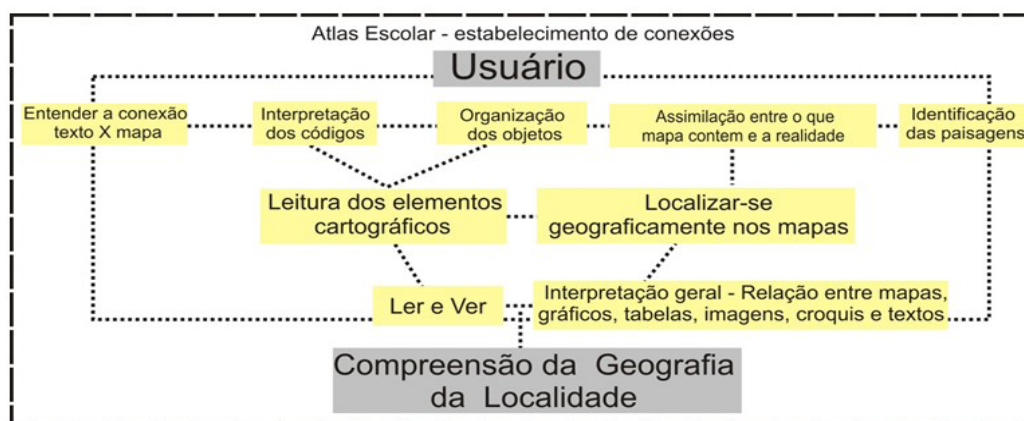 Atlas Escolar - estabelecimento de conexões
Usuário
Entender a conexão
texto X mapa
Interpretação
dos códigos
Organização
dos objetos
Assimilação entre o que
mapa contem e a realidade
Identificação
das paisagens
Leitura dos elementos
cartográficos
Localizar-se
geograficamente nos mapas
Ler e Ver
Interpretação geral - Relação entre mapas,
gráficos, tabelas, imagens, croquis e textos
Compreensão da Geografia
da Localidade